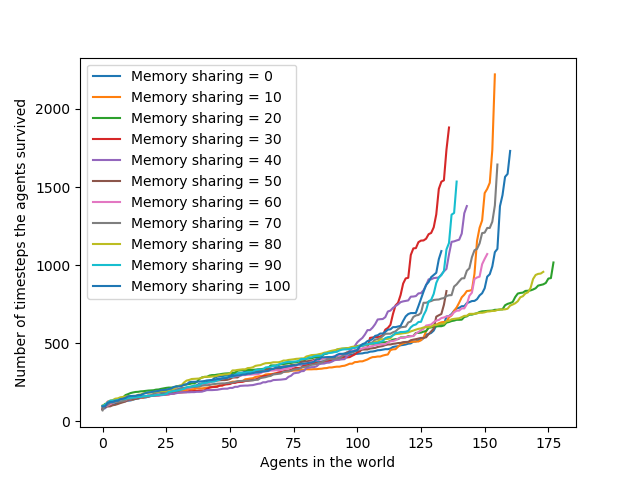 Memory sharing = 0
Memory sharing = 10
Memory sharing = 20
Memory sharing = 30
Memory sharing = 40
Memory sharing = 50
Memory sharing = 60
Memory sharing = 70
Memory sharing = 80
Memory sharing = 90
Memory sharing = 100
Number of timesteps the agents survived
2000
1500
1000
500
0
0 25 50 75 100 125 150 175
Agents in the world